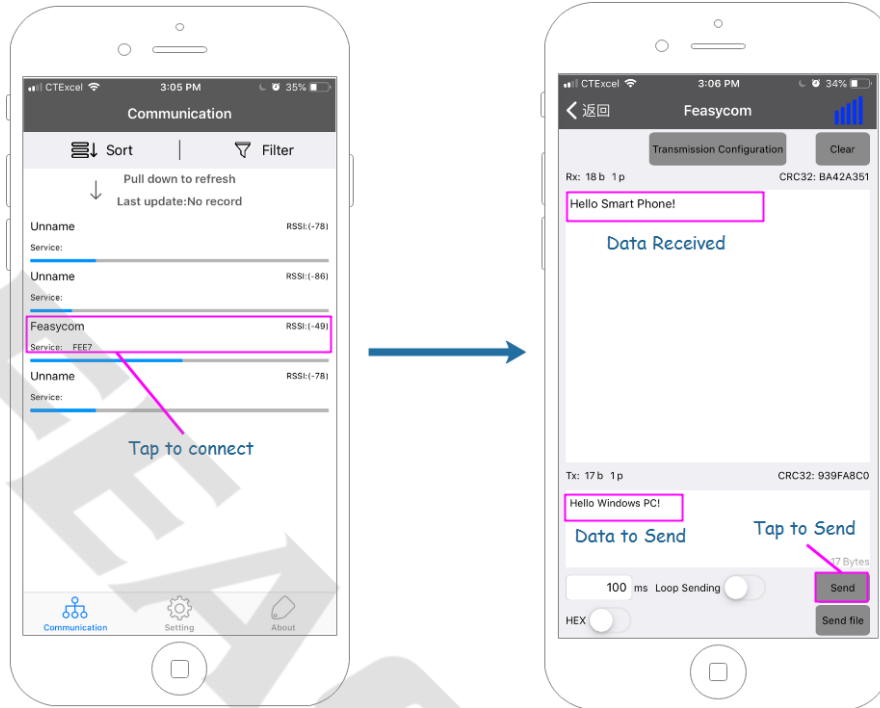 CTExcel 3:05 PM 35%
Communication
Sort Filter
Pull down to refresh
Last update:No record
Unname RSSI:(-78)
Service:
Unname RSSI:(-86)
Service:
Feasycom RSSI:(-49)
Service: FEE7
Unname RSSI:(-78)
Service:
Tap to connect
Communication Setting About
CTExcel 3:06 PM 34%
返回 Feasycom
Transmission Configuration Clear
Rx: 18 b 1 p CRC32: BA42A351
Hello Smart Phone!
Data Received
Tx: 17 b 1 p CRC32: 939FA8C0
Hello Windows PC!
Data to Send Tap to Send
17 Bytes
100 ms Loop Sending Send
HEX Send file